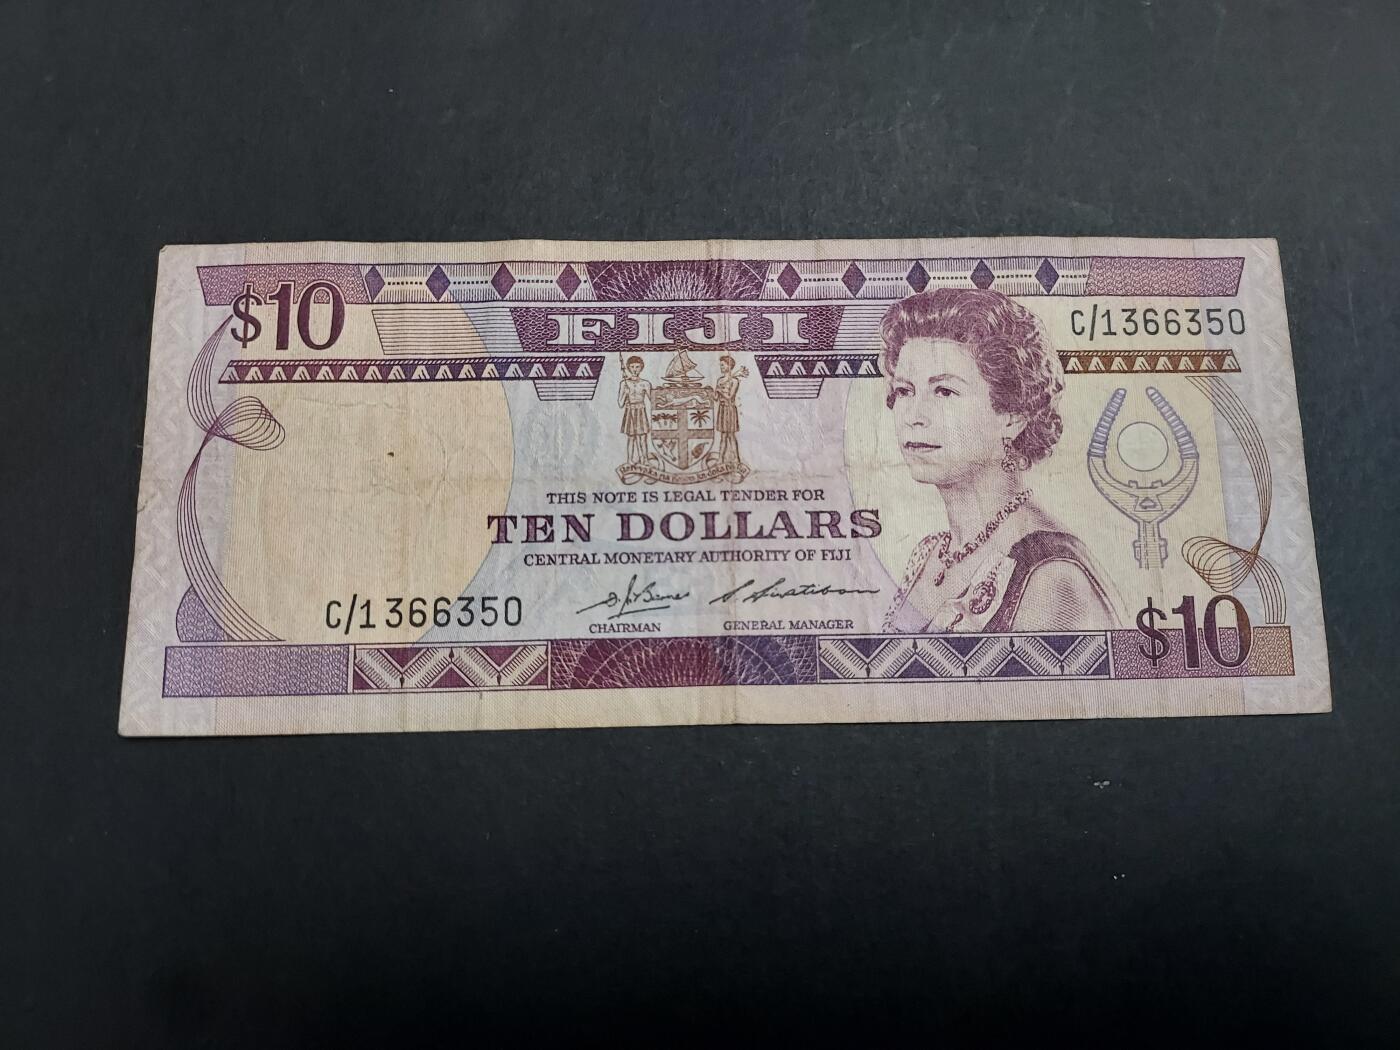 $10
FIJI
C/1366350
THIS NOTE IS LEGAL TENDER FOR
TEN DOLLARS
CENTRAL MONETARY AUTHORITY OF FIJI
C/1366350
CHAIRMAN
GENERAL MANAGER
$10